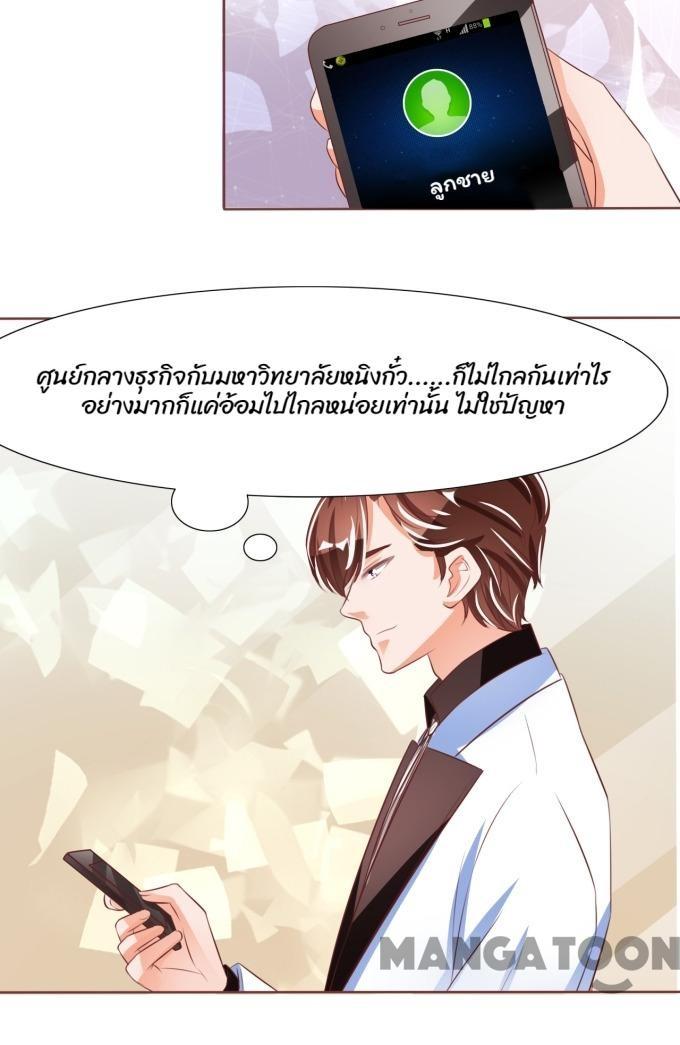 H 88%
ลูกชาย
ศูนย์กลางธุรกิจกับมหาวิทยาลัยหนิงกั๋ว......ก็ไม่ไกลกันเท่าไร
อย่างมากก็แค่อ้อมไปไกลหน่อยเท่านั้น ไม่ใช่ปัญหา
MANGATOON